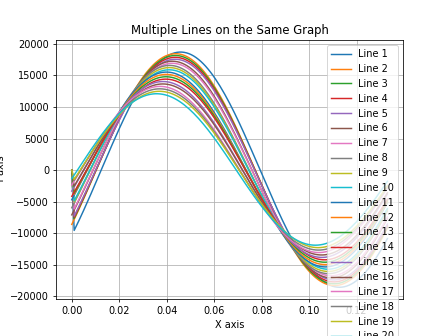 Multiple Lines on the Same Graph
20000
15000
10000
5000
0
−5000
−10000
−15000
−20000
0.00
0.02
0.04
0.06
0.08
0.10
X axis
Line 1
Line 2
Line 3
Line 4
Line 5
Line 6
Line 7
Line 8
Line 9
Line 10
Line 12
Line 13
Line 14
Line 15
Line 16
Line 17
Line 18
Line 19
Line 20